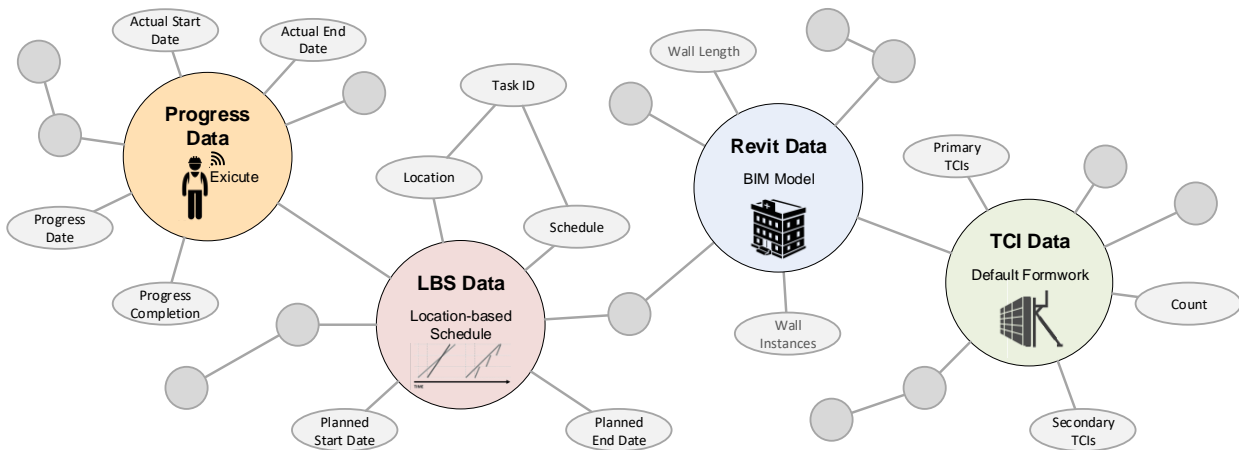 Actual Start
Date
Actual End
Date
Progress
Data
Exicute
Progress
Date
Progress
Completion
Task ID
Location
Schedule
LBS Data
Location-based
Schedule
TIME
Planned
Start Date
Planned
End Date
Wall Length
Revit Data
BIM Model
Wall
Instances
Primary
TCIs
TCI Data
Default Formwork
Count
Secondary
TCIs